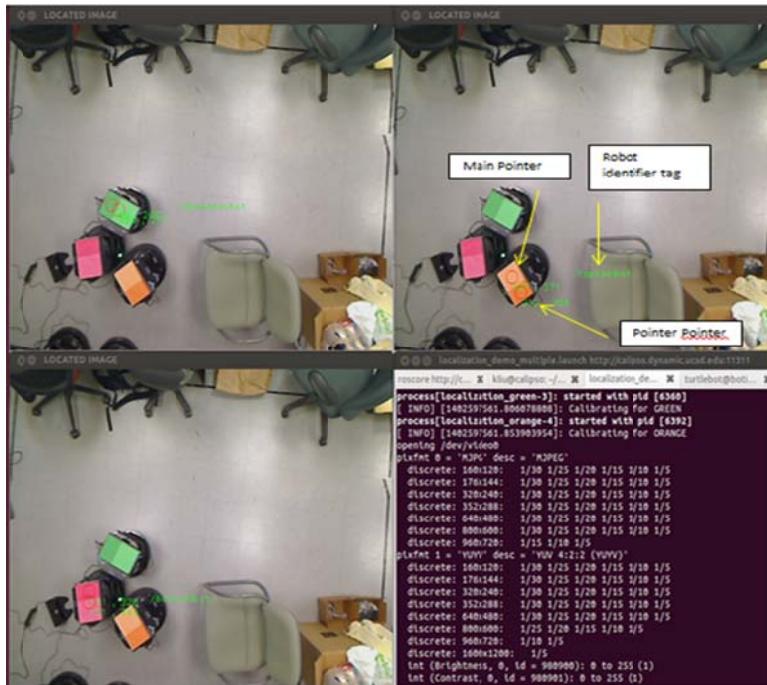 LOCATED IMAGE
LOCATED IMAGE
Main Pointer
Robot
identifier tag
Pointer Pointer
LOCATED IMAGE
localization_demo_multiple.launch http://calipso.dynamic.ucsd.edu:11311
roscore http://c... kliu@calipso: ~/... localization_de... turtlebot@boti...
process[localization_green-3]: started with pid [6360]
Calibrating for GREEN
process[localization_orange-4]: started with pid [6392]
Calibrating for ORANGE
opening /dev/video0
pixfmt 0 = 'MJPG' desc = 'MJPEG'
discrete: 160x120: 1/30 1/25 1/20 1/15 1/10 1/5
discrete: 176x144: 1/30 1/25 1/20 1/15 1/10 1/5
discrete: 320x240: 1/30 1/25 1/20 1/15 1/10 1/5
discrete: 352x288: 1/30 1/25 1/20 1/15 1/10 1/5
discrete: 640x480: 1/30 1/25 1/20 1/15 1/10 1/5
discrete: 800x600: 1/30 1/25 1/20 1/15 1/10 1/5
discrete: 960x720: 1/15 1/10 1/5
pixfmt 1 = 'YUYV' desc = 'YUV 4:2:2 (YUYV)'
discrete: 160x120: 1/30 1/25 1/20 1/15 1/10 1/5
discrete: 176x144: 1/30 1/25 1/20 1/15 1/10 1/5
discrete: 320x240: 1/30 1/25 1/20 1/15 1/10 1/5
discrete: 352x288: 1/30 1/25 1/20 1/15 1/10 1/5
discrete: 640x480: 1/30 1/25 1/20 1/15 1/10 1/5
discrete: 800x600: 1/25 1/20 1/15 1/10 1/5
discrete: 960x720: 1/10 1/5
discrete: 1600x1200: 1/5
int (Brightness, 0, id = 980900): 0 to 255 (1)
int (Contrast, 0, id = 980901): 0 to 255 (1)